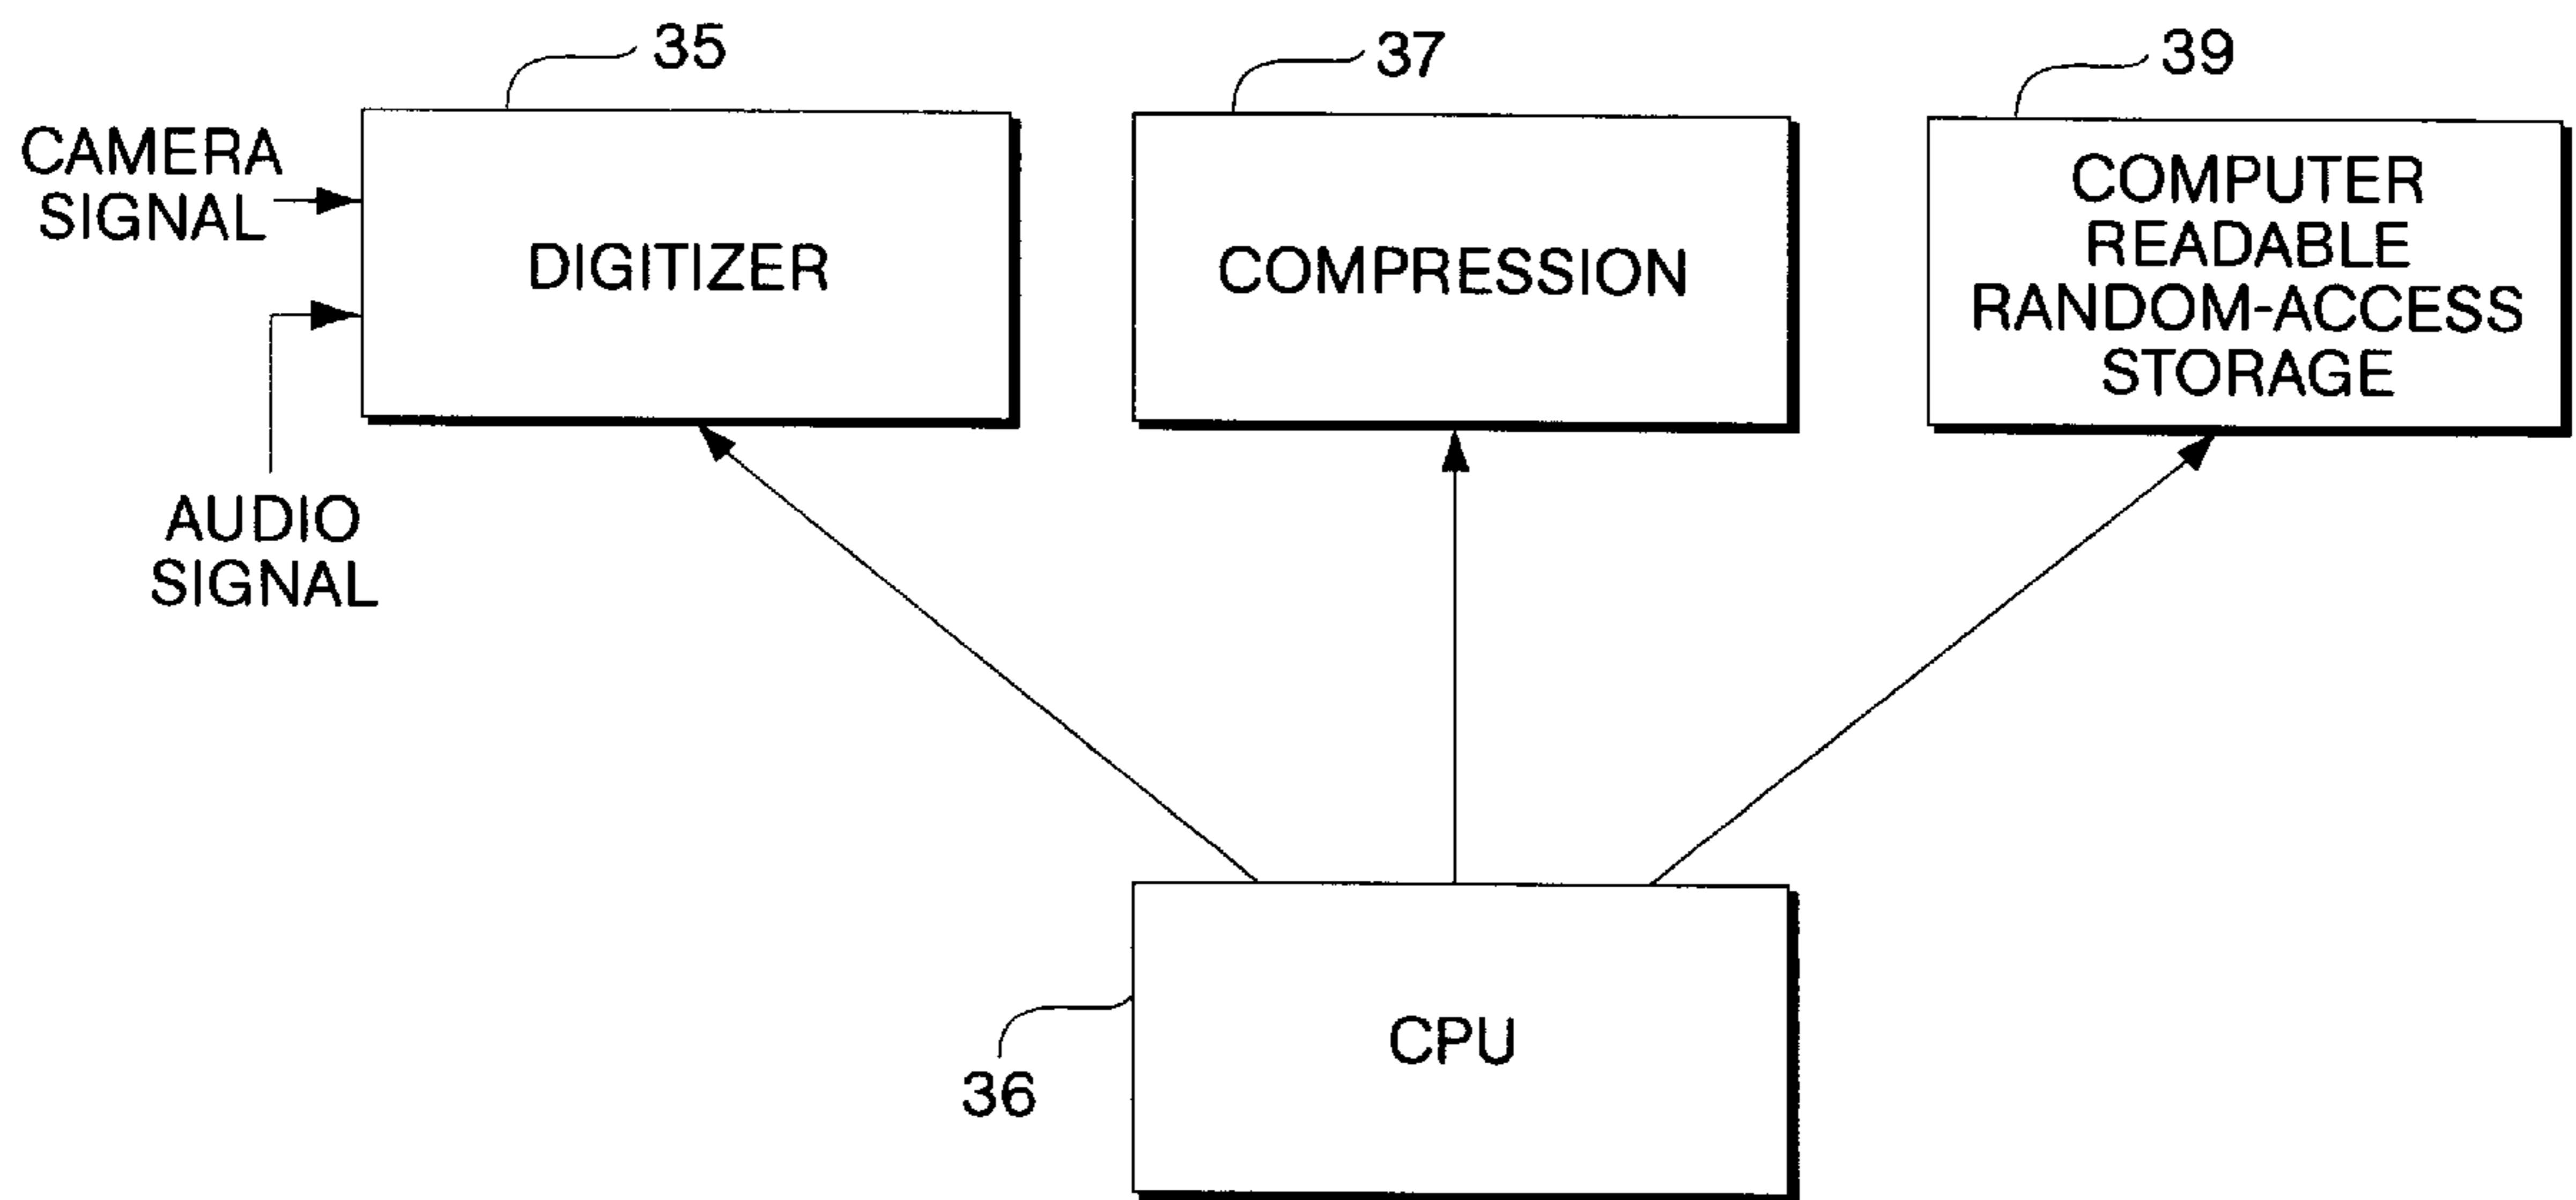 35
37
39
CAMERA
SIGNAL
DIGITIZER
COMPRESSION
COMPUTER
READABLE
RANDOM-ACCESS
STORAGE
AUDIO
SIGNAL
CPU
36